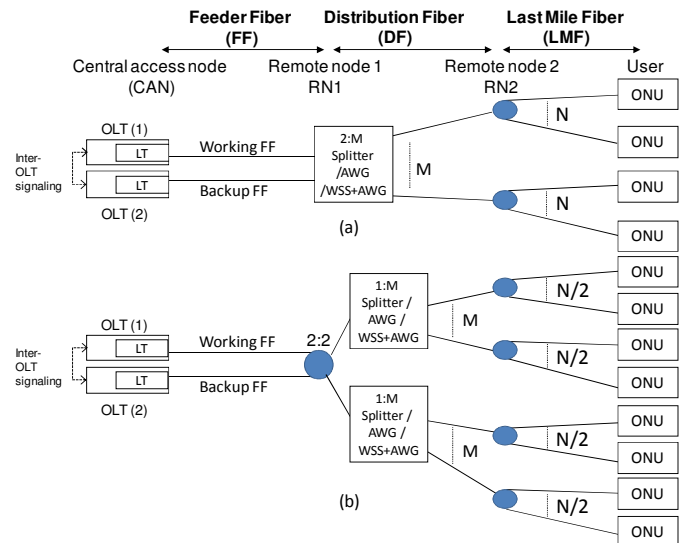 Feeder Fiber
(FF)
Distribution Fiber
(DF)
Last Mile Fiber
(LMF)
Central access node
(CAN)
Remote node 1
RN1
Remote node 2
RN2
User
OLT (1)
LT
Inter-
OLT
signaling
LT
OLT (2)
Working FF
Backup FF
2:M
Splitter
/AWG
/WSS+AWG
M
N
N
ONU
ONU
ONU
ONU
(a)
OLT (1)
LT
Inter-
OLT
signaling
LT
OLT (2)
Working FF
Backup FF
2:2
1:M
Splitter /
AWG /
WSS+AWG
M
N/2
N/2
ONU
ONU
ONU
ONU
1:M
Splitter /
AWG /
WSS+AWG
M
N/2
N/2
ONU
ONU
ONU
ONU
(b)